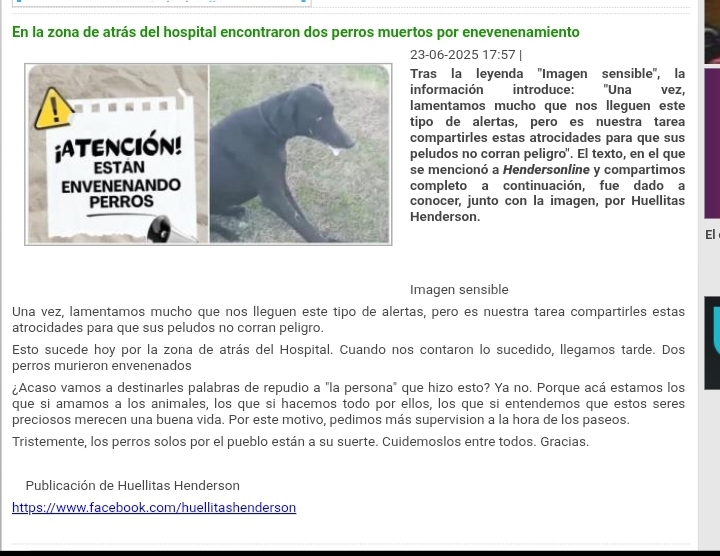 En la zona de atrás del hospital encontraron dos perros muertos por enevenenamiento
¡ATENCIÓN!
ESTÁN
ENVENENANDO
PERROS
23-06-2025 17:57 |
Tras la leyenda "Imagen sensible", la
información introduce: "Una vez,
lamentamos mucho que nos lleguen este
tipo de alertas, pero es nuestra tarea
compartirles estas atrocidades para que sus
peludos no corran peligro". El texto, en el que
se mencionó a Hendersonline y compartimos
completo a continuación, fue dado a
conocer, junto con la imagen, por Huellitas
Henderson.
El
Imagen sensible
Una vez, lamentamos mucho que nos lleguen este tipo de alertas, pero es nuestra tarea compartirles estas
atrocidades para que sus peludos no corran peligro.
Esto sucede hoy por la zona de atrás del Hospital. Cuando nos contaron lo sucedido, llegamos tarde. Dos
perros murieron envenenados
¿Acaso vamos a destinarles palabras de repudio a "la persona" que hizo esto? Ya no. Porque acá estamos los
que si amamos a los animales, los que si hacemos todo por ellos, los que si entendemos que estos seres
preciosos merecen una buena vida. Por este motivo, pedimos más supervision a la hora de los paseos.
Tristemente, los perros solos por el pueblo están a su suerte. Cuidemoslos entre todos. Gracias.
Publicación de Huellitas Henderson
https://www.facebook.com/huellitashenderson